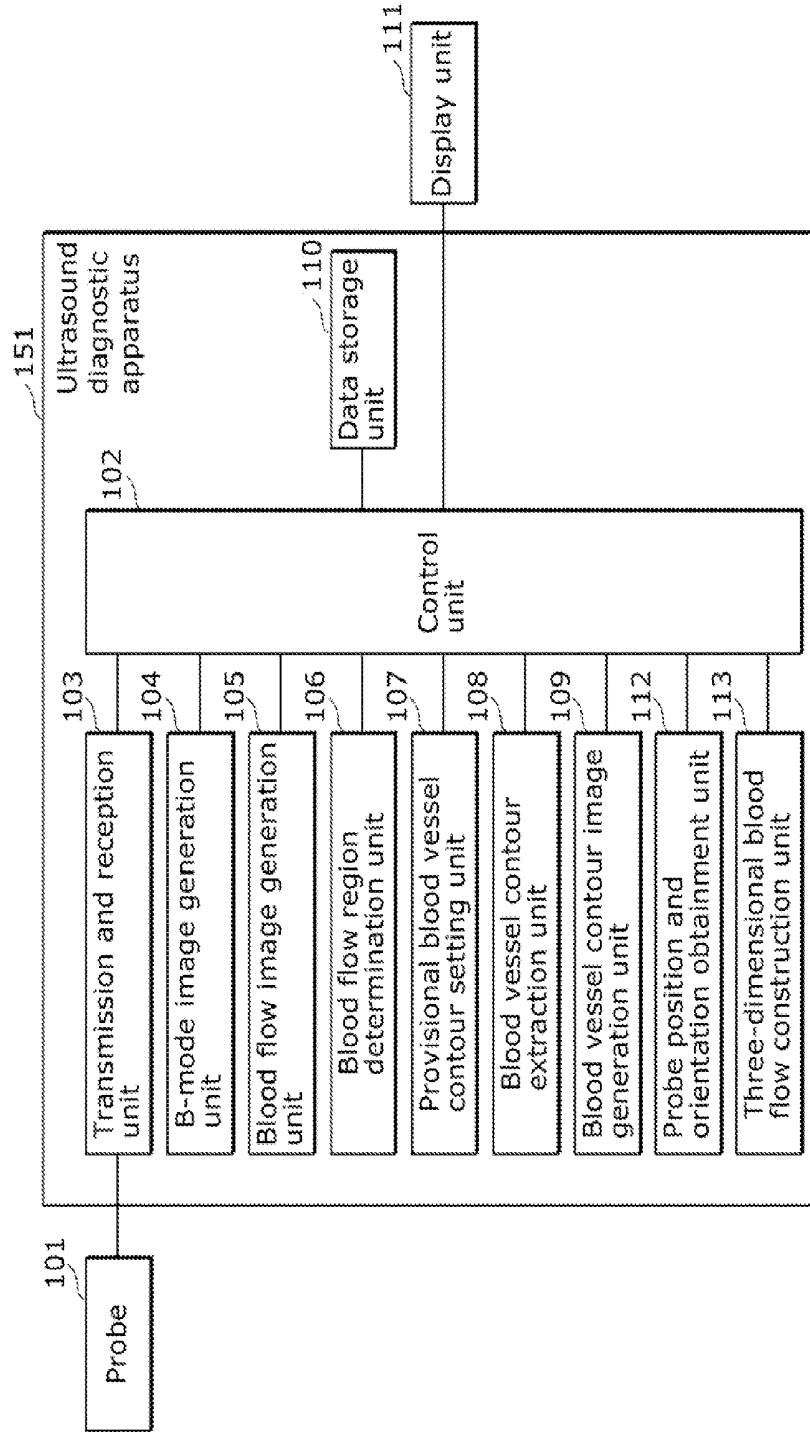 151
Ultrasound
diagnostic
apparatus
101
Probe
103
Transmission and reception
unit
104
B-mode image generation
unit
105
Blood flow image generation
unit
106
Blood flow region
determination unit
107
Provisional blood vessel
contour setting unit
108
Blood vessel contour
extraction unit
109
Blood vessel contour image
generation unit
112
Probe position and
orientation obtainment unit
113
Three-dimensional blood
flow construction unit
102
Control
unit
110
Data storage
unit
111
Display unit